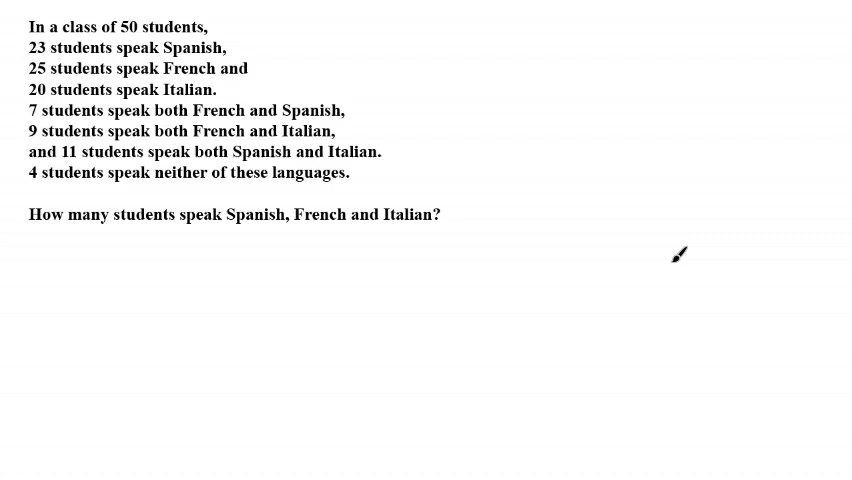 In a class of 50 students,
23 students speak Spanish,
25 students speak French and
20 students speak Italian.
7 students speak both French and Spanish,
9 students speak both French and Italian,
and 11 students speak both Spanish and Italian.
4 students speak neither of these languages.
How many students speak Spanish, French and Italian?